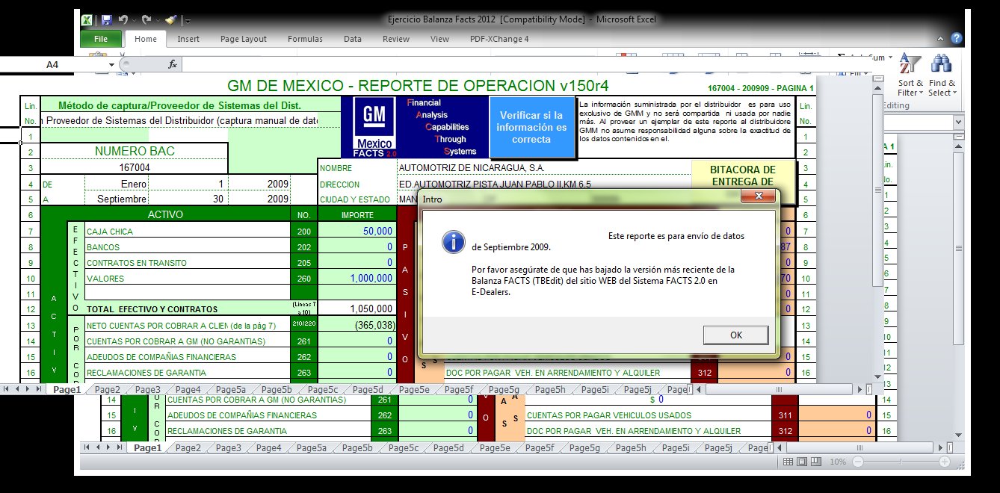 Ejercicio Balanza Facts 2012 [Compatibility Mode] - Microsoft Excel
File Home Insert Page Layout Formulas Data Review View PDF-XChange 4
A4 fx
Sort & Find &
Filter Select
Editing
GM DE MEXICO - REPORTE DE OPERACION v150r4
167004 - 200909 - PAGINA 1
Lin. Método de captura/Proveedor de Sistemas del Dist.
No. Proveedor de Sistemas del Distribuidor (captura manual de
GM
Mexico
FACTS 2.0
Financial
Analysis
Capabilities
Through
Systems
Verificar si la
información es
correcta
La información suministrada por el distribuidor es para uso
exclusivo de GMM y no será compartida ni usada por nadie
más. Al proveer un ejemplar de este reporte al distribuidore
GMM no asume responsabilidad alguna sobre la exactitud de
los datos contenidos en el.
Lin.
No.
1 1
2 NUMERO BAC 2
3 167004 NOMBRE AUTOMOTRIZ DE NICARAGUA, S.A. BITACORA DE 3
4 DE Enero 1 2009 DIRECCION ED.AUTOMOTRIZ PISTA JUAN PABLO II,KM 6.5 ENTREGA DE 4
5 A Septiembre 30 2009 CIUDAD Y ESTADO MAN 5
6 ACTIVO NO. IMPORTE 6
7 CAJA CHICA 200 50,000 0 7
8 BANCOS 202 0 87 8
9 CONTRATOS EN TRANSITO 205 0 0 9
10 VALORES 260 1,000,000 70 10
11 0 11
12 TOTAL EFECTIVO Y CONTRATOS (Líneas 7 a 10) 1,050,000 0 12
13 NETO CUENTAS POR COBRAR A CLIEN (de la pág 7) 210/220 (365,038) 13
14 CUENTAS POR COBRAR A GM (NO GARANTIAS) 261 0 14
15 ADEUDOS DE COMPAÑIAS FINANCIERAS 262 0 0 15
16 RECLAMACIONES DE GARANTIA 263 0 DOC POR PAGAR VEH. EN ARRENDAMIENTO Y ALQUILER 312 0 16
E F E C T I V O
A C T I V
P O R C O
P A S I V O
S
Intro
Este reporte es para envío de datos
de Septiembre 2009.
Por favor asegúrate de que has bajado la versión más reciente de la
Balanza FACTS (TBEdit) del sitio WEB del Sistema FACTS 2.0 en
E-Dealers.
OK
Page1 Page2 Page3 Page4 Page5a Page5b Page5c Page5d Page5e Page5f Page5g Page5h Page5i Page5j Page
14 CUENTAS POR COBRAR A GM (NO GARANTIAS) 261 0 $ 0 14
15 ADEUDOS DE COMPAÑIAS FINANCIERAS 262 0 CUENTAS POR PAGAR VEHICULOS USADOS 311 0 15
16 RECLAMACIONES DE GARANTIA 263 0 DOC POR PAGAR VEH. EN ARRENDAMIENTO Y ALQUILER 312 0 16
Page1 Page2 Page3 Page4 Page5a Page5b Page5c Page5d Page5e Page5f Page5g Page5h Page5i Page5j Page
10%